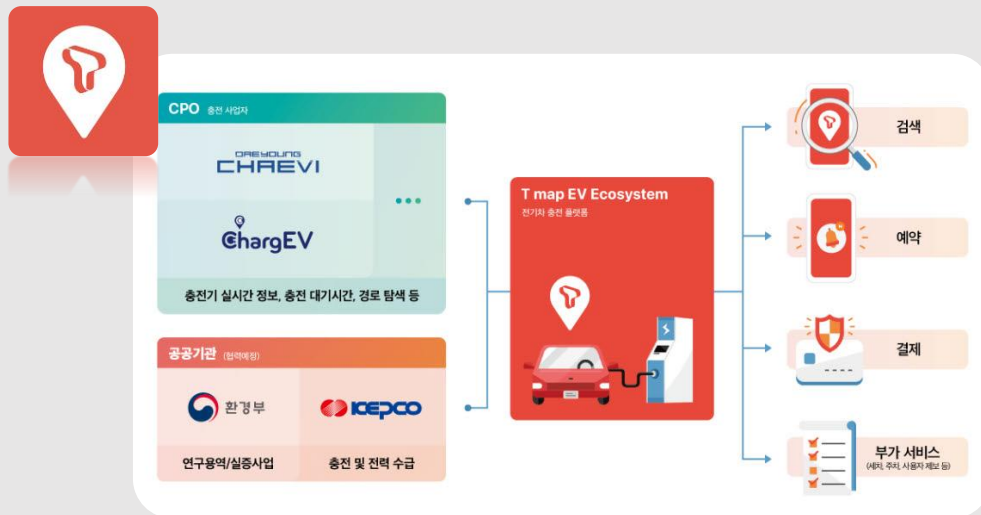 CPO 충전 사업자
DAEYOUNG
CHAEVI
ChargEV
충전기 실시간 정보, 충전 대기시간, 경로 탐색 등
공공기관 (협력예정)
환경부
KEPCO
연구용역/실증사업
충전 및 전력 수급
T map EV Ecosystem
전기차 충전 플랫폼
검색
예약
결제
부가 서비스
(세차, 주차, 사용자 제보 등)